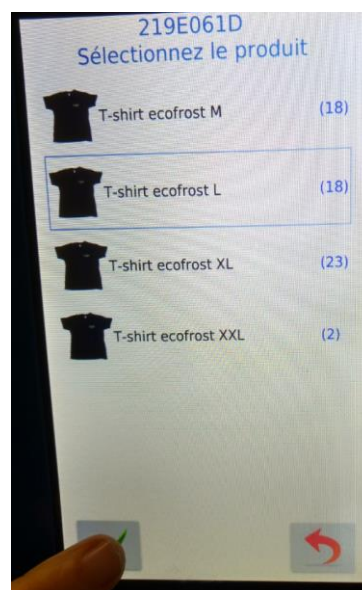 219E061D
Sélectionnez le produit
T-shirt ecofrost M (18)
T-shirt ecofrost L (18)
T-shirt ecofrost XL (23)
T-shirt ecofrost XXL (2)